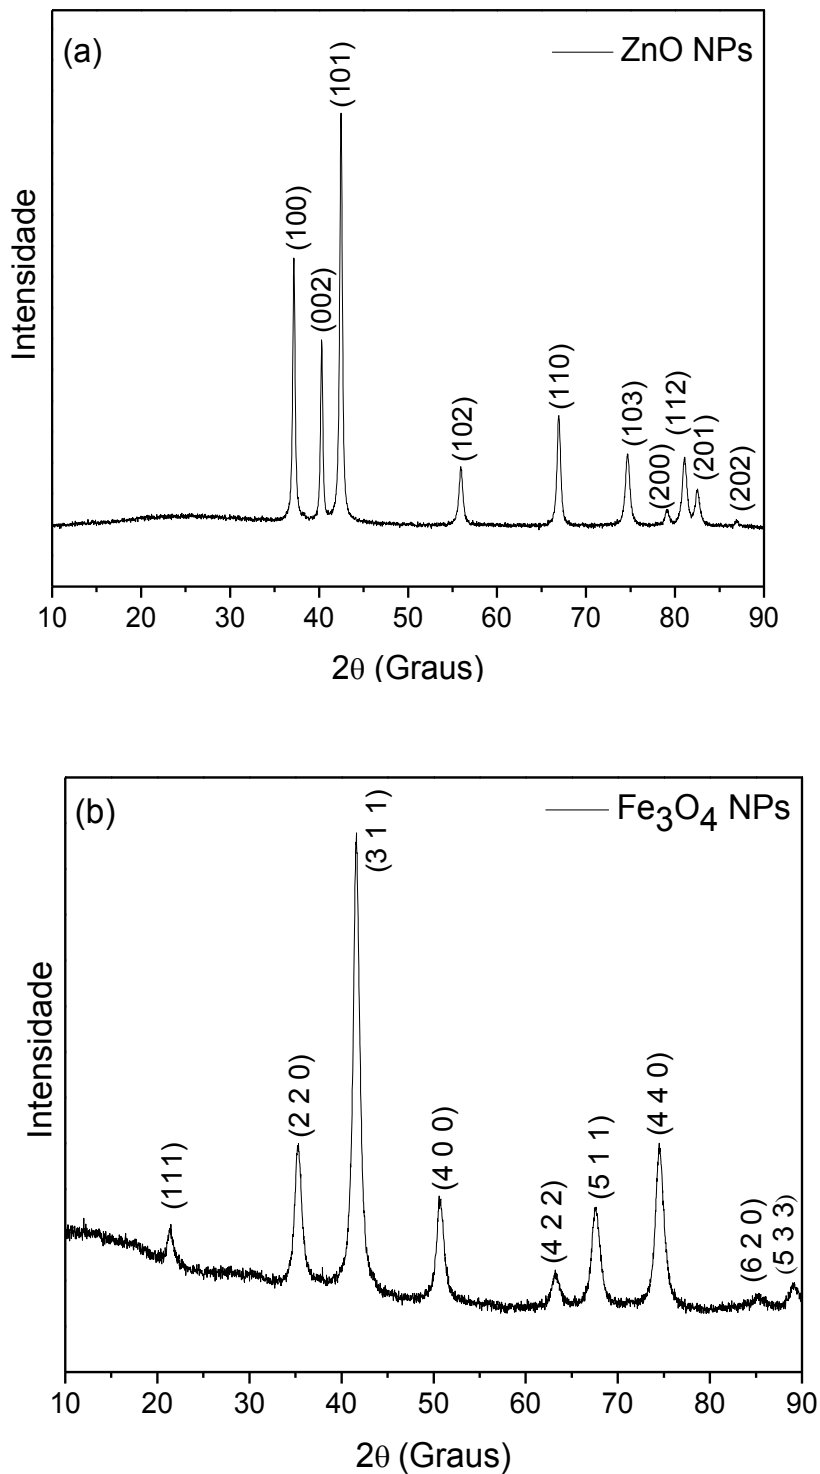 (a)
ZnO NPs
(101)
(100)
(002)
(102)
(110)
(103)
(200)
(112)
(201)
(202)
Intensidade
10 20 30 40 50 60 70 80 90
2θ (Graus)
(b)
Fe3O4 NPs
(3 1 1)
(111)
(2 2 0)
(4 0 0)
(4 2 2)
(5 1 1)
(4 4 0)
(6 2 0)
(5 3 3)
Intensidade
10 20 30 40 50 60 70 80 90
2θ (Graus)